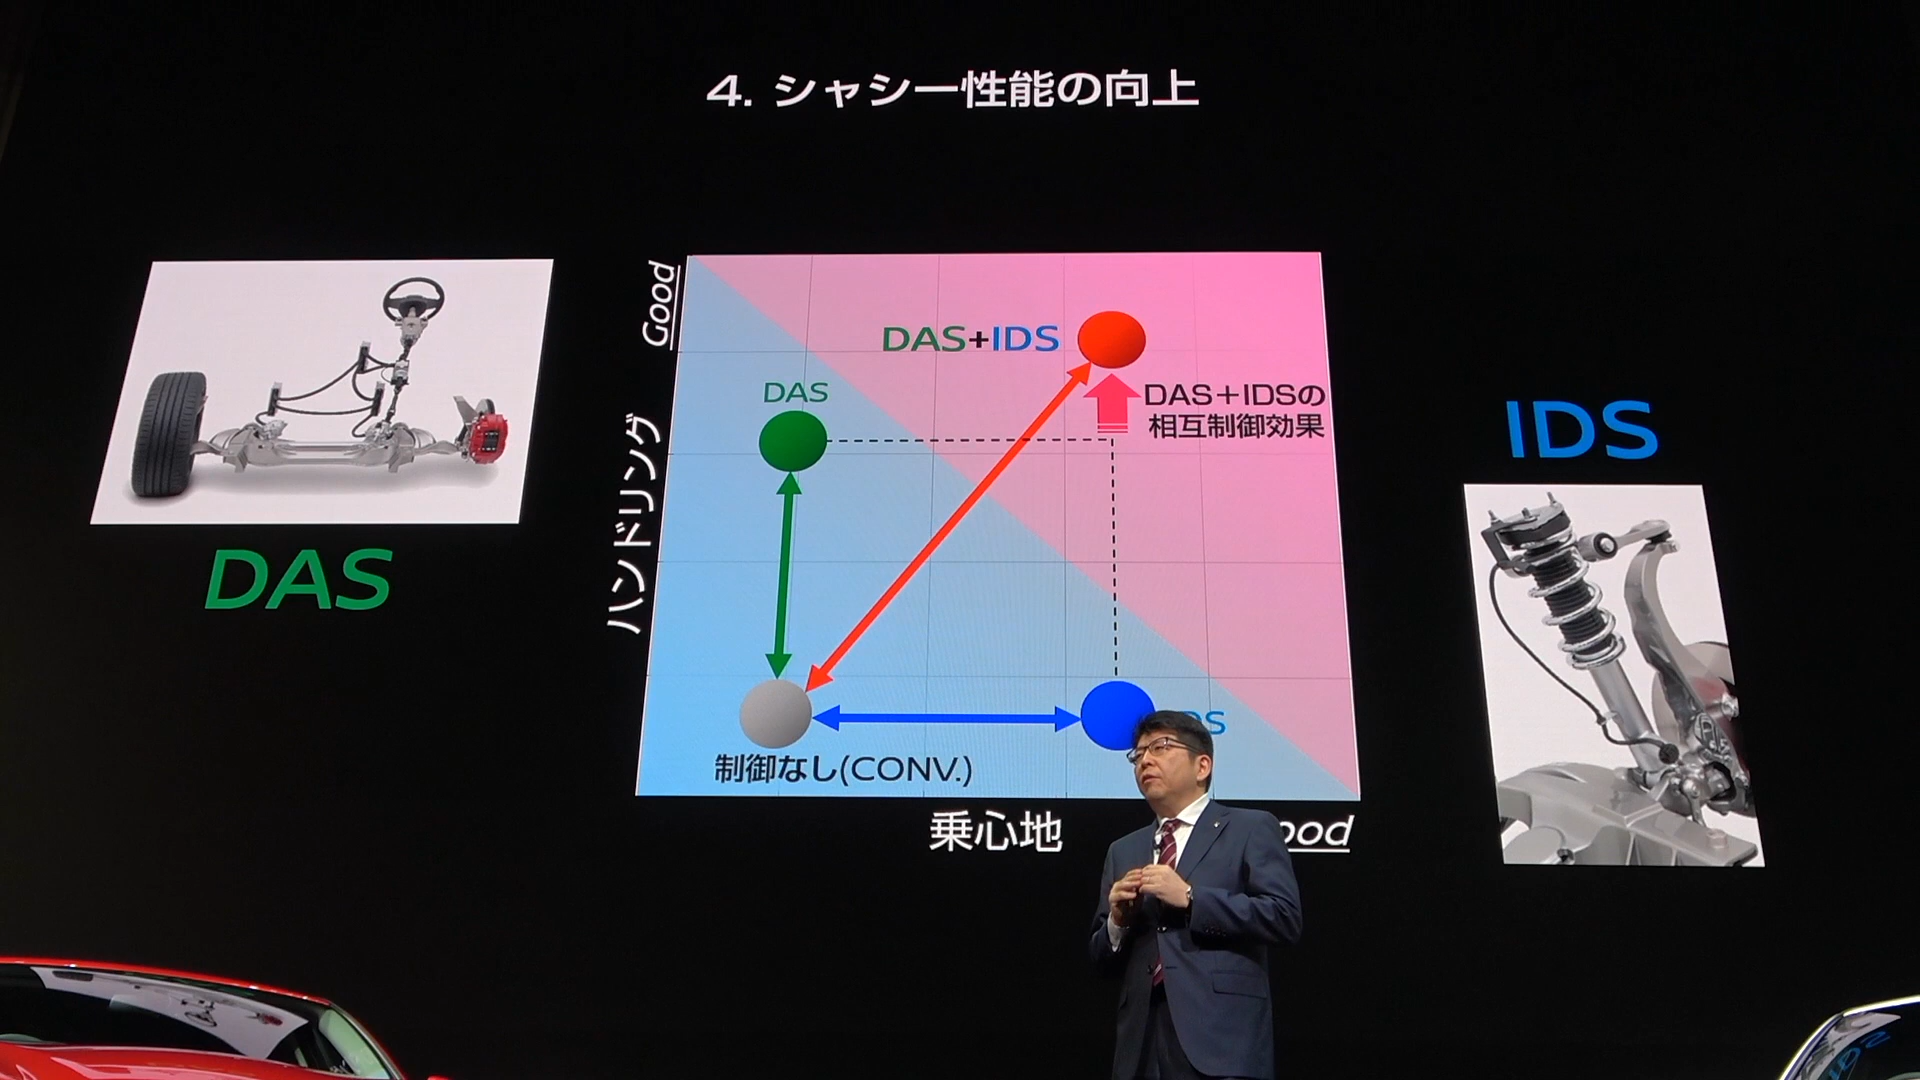 4. シャシー性能の向上
Good
ハンドリング
DAS+IDS
DAS
DAS＋IDSの
相互制御効果
制御なし(CONV.)
乗心地
DAS
IDS